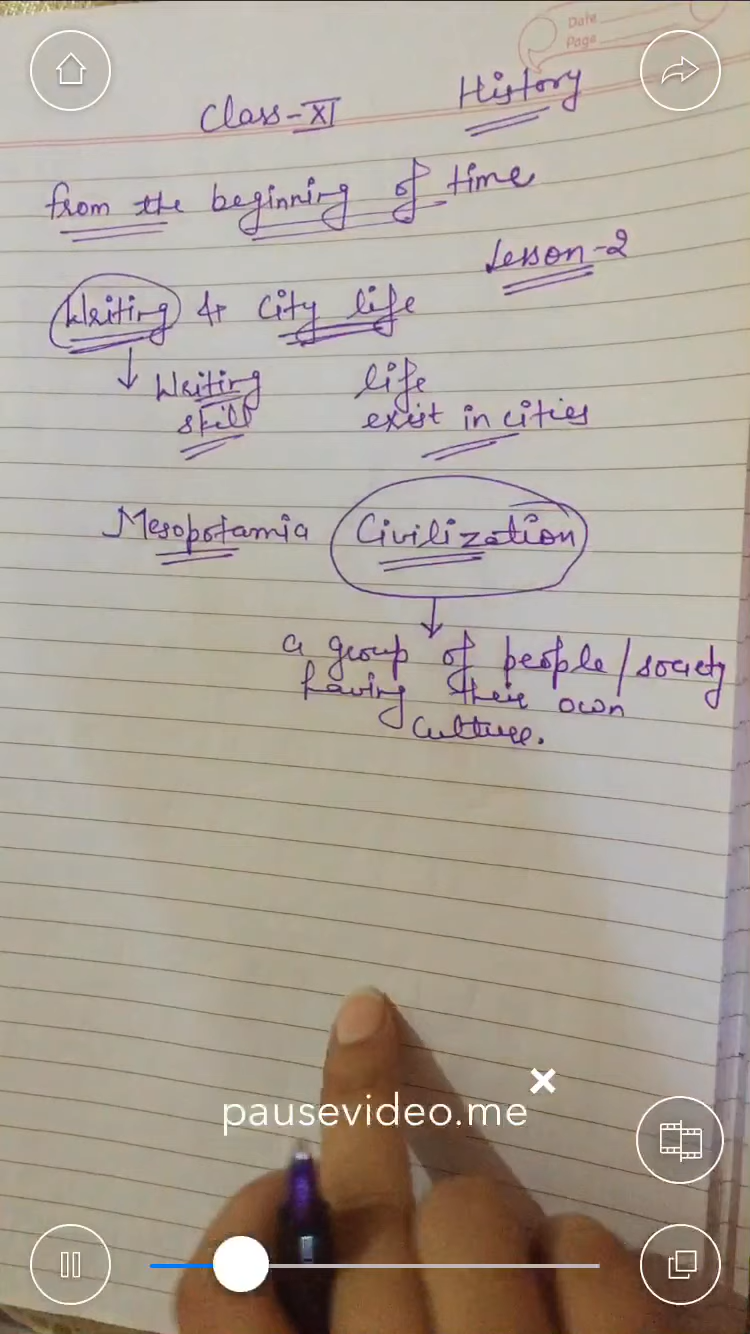 Date
Page
Class-XI History
from the beginning of time
Lesson-2
Writing & City life
Writing life
skill exist in cities
Mesopotamia Civilization
a group of people/society
having their own
culture.
pausevideo.me